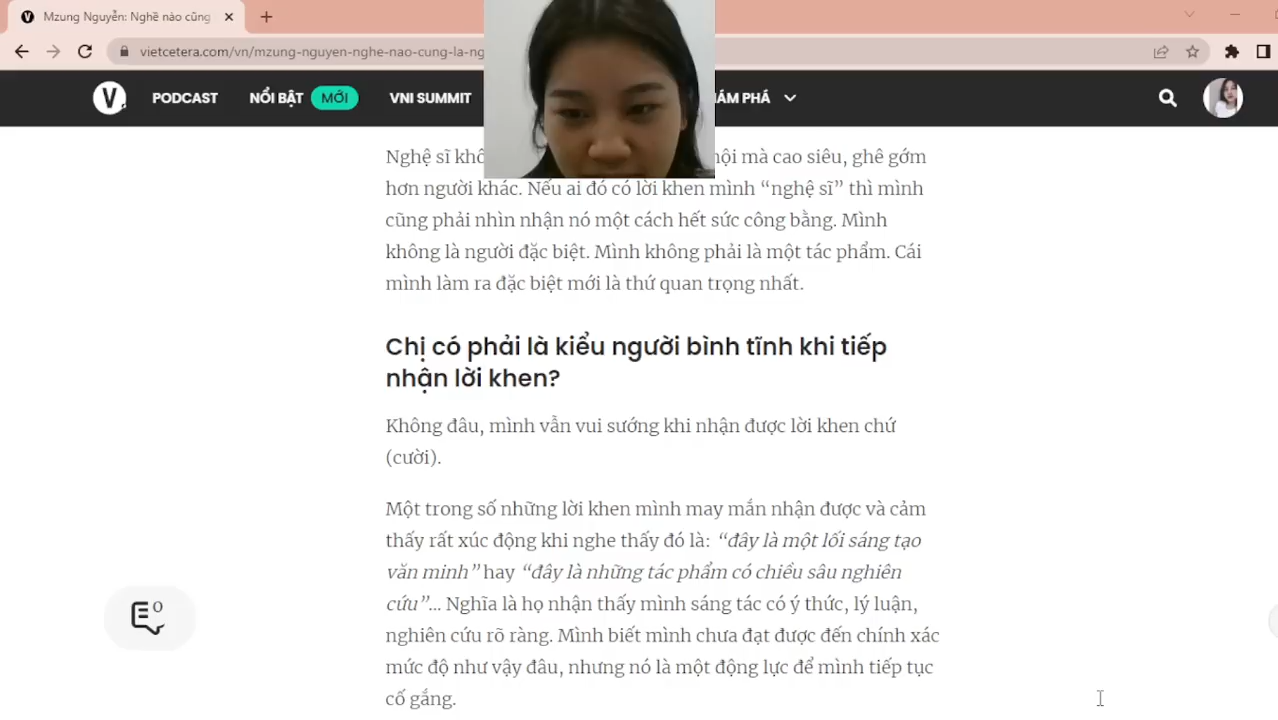 Mzung Nguyễn: Nghề nào cũng
vietcetera.com/vn/mzung-nguyen-nghe-nao-cung-la-ng
V.
PODCAST
NỔI BẬT
MỚI
VNI SUMMIT
PHÁ
Nghệ sĩ
mà cao siêu, ghê gớm
hơn người khác. Nếu ai đó có lời khen mình “nghệ sĩ” thì mình
cũng phải nhìn nhận nó một cách hết sức công bằng. Mình
không là người đặc biệt. Mình không phải là một tác phẩm. Cái
mình làm ra đặc biệt mới là thứ quan trọng nhất.
Chị có phải là kiểu người bình tĩnh khi tiếp
nhận lời khen?
Không đâu, mình vẫn vui sướng khi nhận được lời khen chứ
(cười).
Một trong số những lời khen mình may mắn nhận được và cảm
thấy rất xúc động khi nghe thấy đó là: “đây là một lối sáng tạo
văn minh” hay “đây là những tác phẩm có chiều sâu nghiên
cứu”... Nghĩa là họ nhận thấy mình sáng tác có ý thức, lý luận,
nghiên cứu rõ ràng. Mình biết mình chưa đạt được đến chính xác
mức độ như vậy đâu, nhưng nó là một động lực để mình tiếp tục
cố gắng.
0